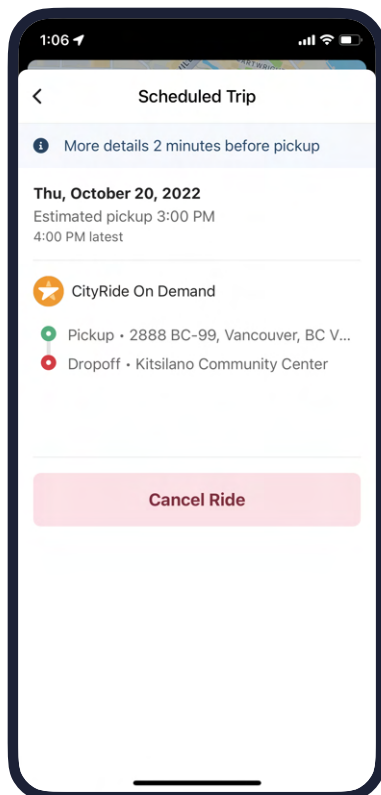 1:06
Scheduled Trip
More details 2 minutes before pickup
Thu, October 20, 2022
Estimated pickup 3:00 PM
4:00 PM latest
CityRide On Demand
Pickup • 2888 BC-99, Vancouver, BC V...
Dropoff • Kitsilano Community Center
Cancel Ride